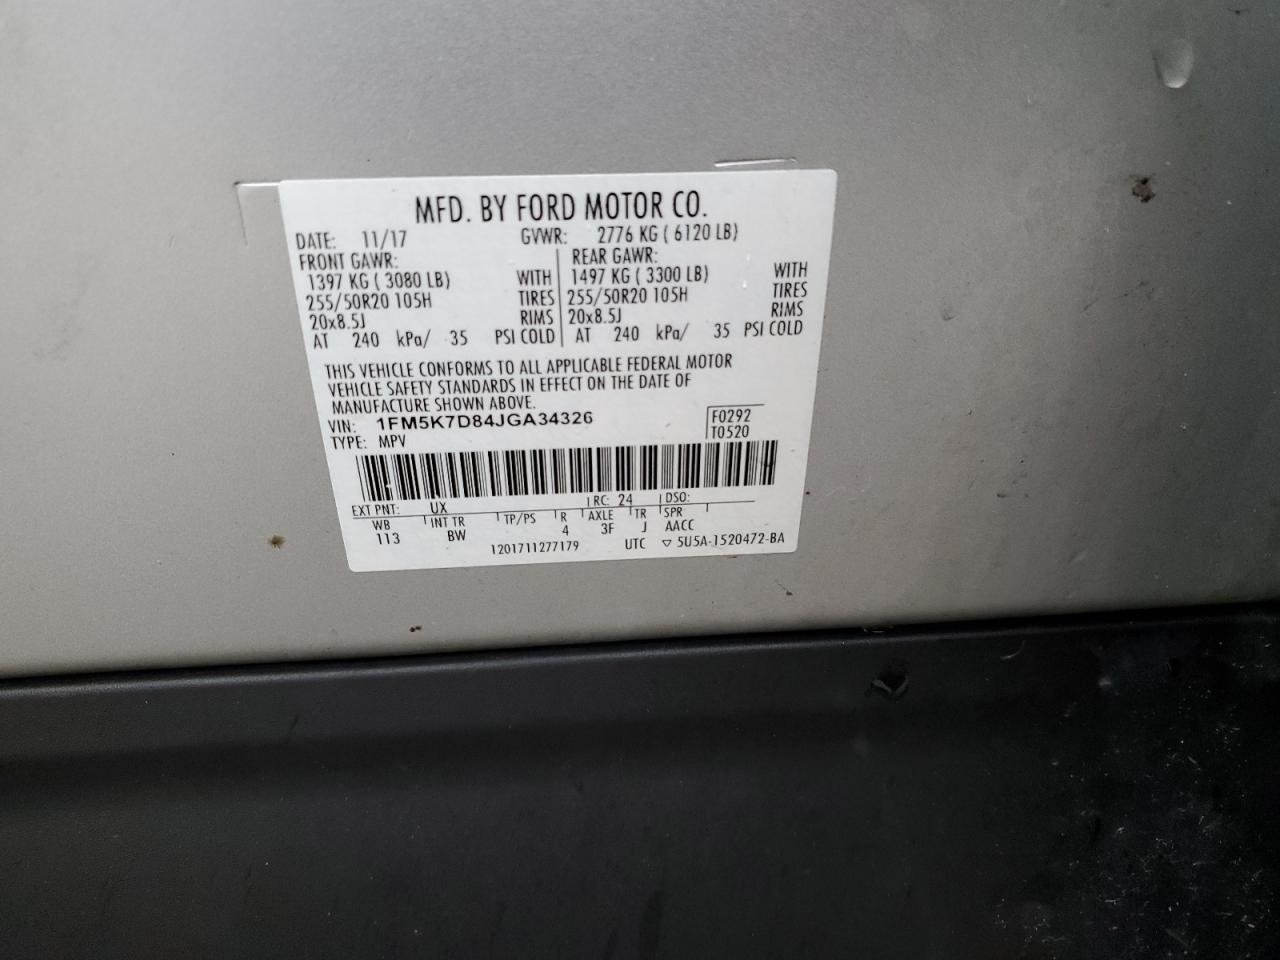 MFD. BY FORD MOTOR CO.
DATE: 11/17 GVWR: 2776 KG ( 6120 LB)
FRONT GAWR: REAR GAWR:
1397 KG ( 3080 LB) WITH 1497 KG ( 3300 LB) WITH
255/50R20 105H TIRES 255/50R20 105H TIRES
20x8.5J RIMS 20x8.5J RIMS
AT 240 kPa/ 35 PSI COLD AT 240 kPa/ 35 PSI COLD
THIS VEHICLE CONFORMS TO ALL APPLICABLE FEDERAL MOTOR
VEHICLE SAFETY STANDARDS IN EFFECT ON THE DATE OF
MANUFACTURE SHOWN ABOVE.
VIN: 1FM5K7D84JGA34326 F0292
TYPE: MPV T0520
EXT PNT: UX RC: 24 DSO:
WB INT TR TP/PS R AXLE TR SPR
113 BW 4 3F J AACC
1201711277179 UTC ▽ 5U5A-1520472-BA